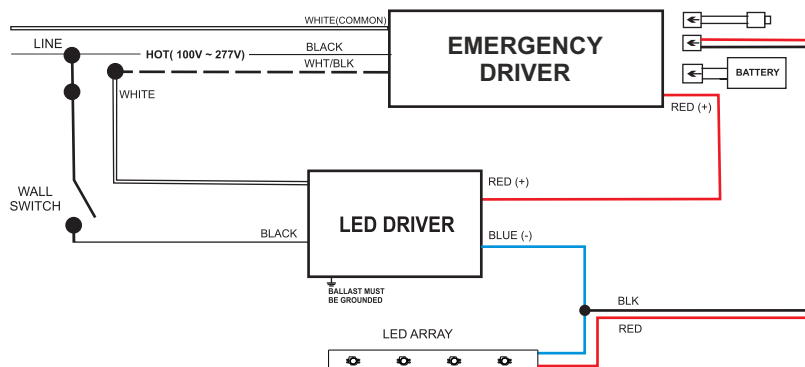 WHITE(COMMON)
LINE
HOT( 100V ~ 277V)
BLACK
WHT/BLK
WHITE
EMERGENCY
DRIVER
BATTERY
RED (+)
WALL
SWITCH
BLACK
LED DRIVER
RED (+)
BLUE (-)
BALLAST MUST
BE GROUNDED
BLK
RED
LED ARRAY